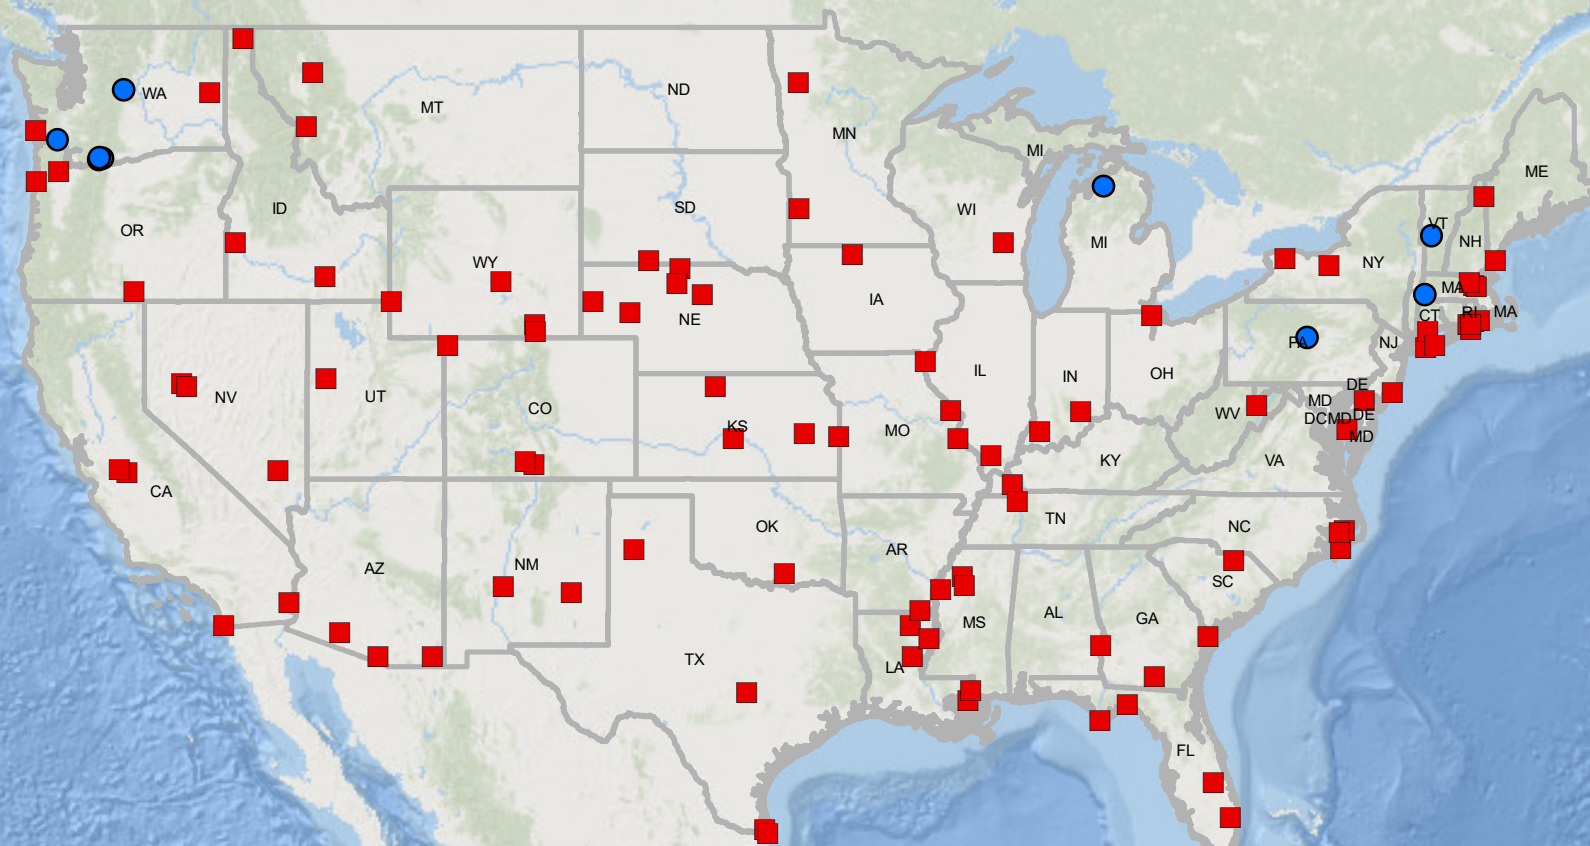 WA
MT
ND
MN
MI
ME
OR
ID
WY
SD
WI
MI
NY
VT
NH
MA
MA
CT
RI
NE
IA
NV
UT
CO
KS
MO
IL
IN
OH
PA
NJ
WV
MD
DE
DC
MD
DE
MD
VA
KY
CA
AZ
NM
OK
AR
TN
NC
SC
TX
LA
MS
AL
GA
FL